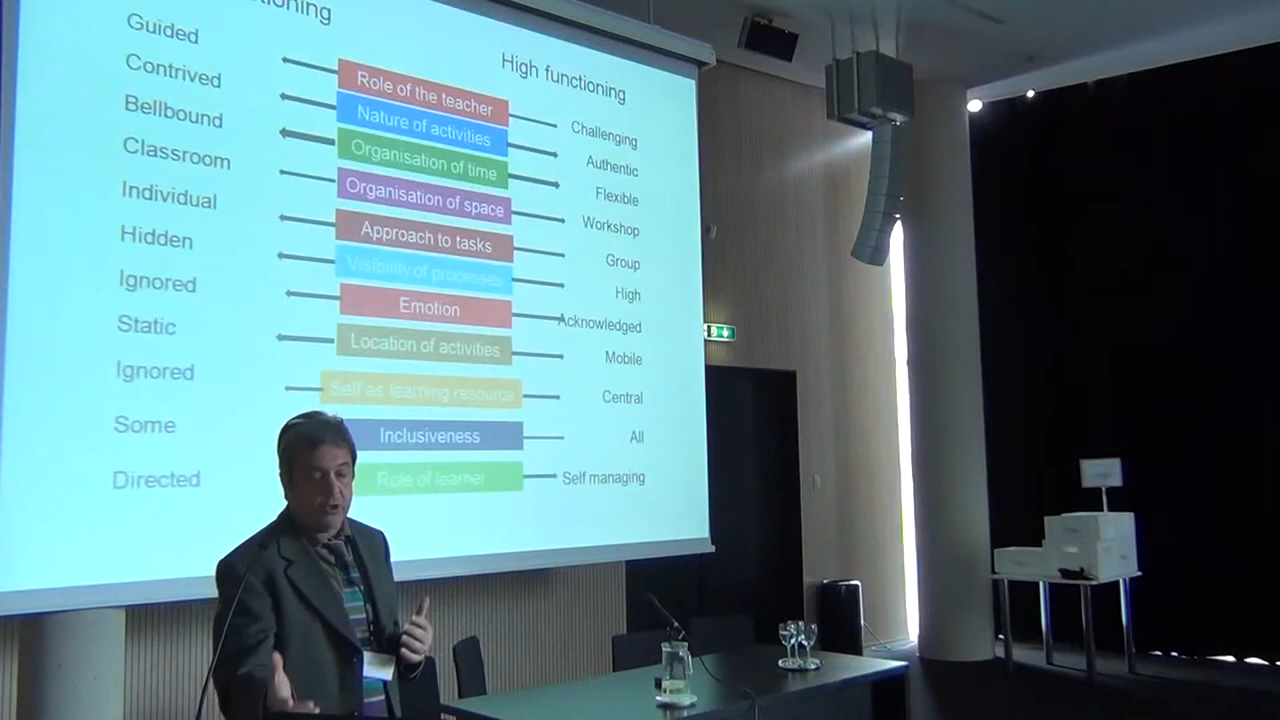 High functioning
Guided
Role of the teacher
Challenging
Contrived
Nature of activities
Authentic
Bellbound
Organisation of time
Flexible
Classroom
Organisation of space
Workshop
Individual
Approach to tasks
Group
Hidden
Visibility of processes
High
Ignored
Emotion
Acknowledged
Static
Location of activities
Mobile
Ignored
Self as learning resource
Central
Some
Inclusiveness
All
Directed
Role of learner
Self managing